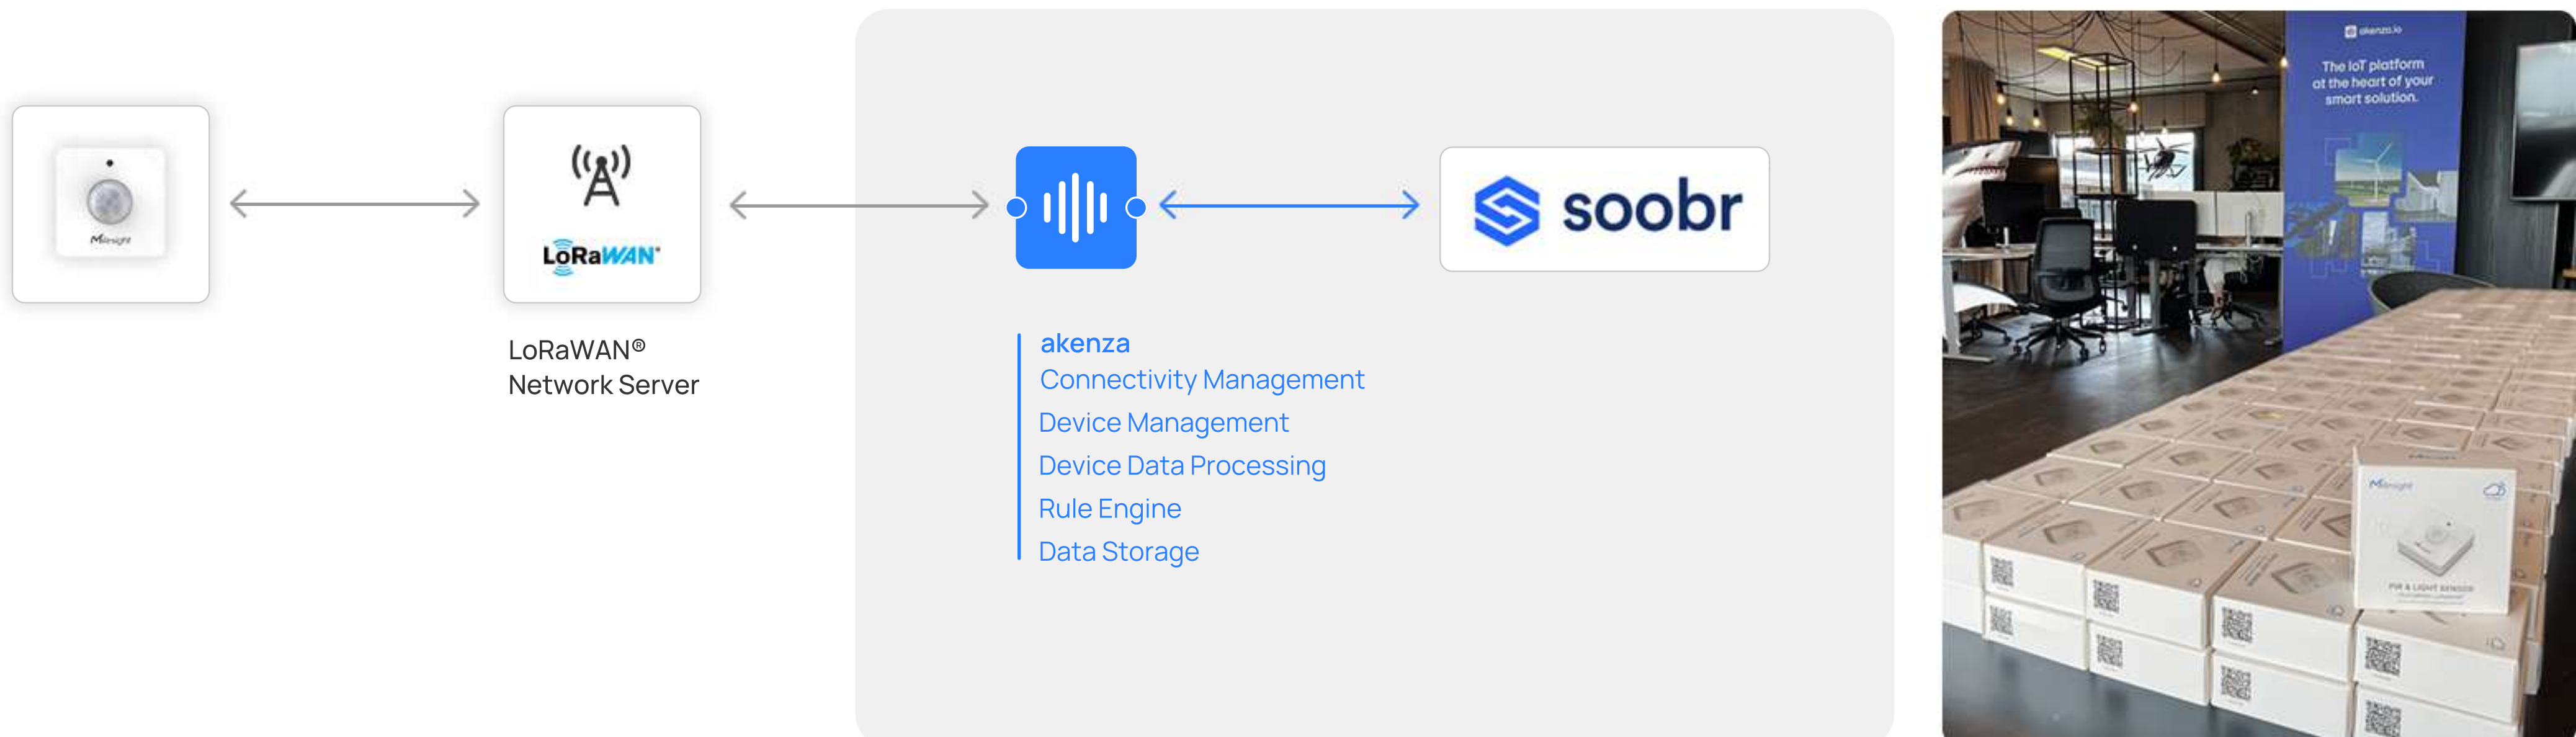 Milesight
LoRaWAN®
LoRaWAN®
Network Server
akenza
Connectivity Management
Device Management
Device Data Processing
Rule Engine
Data Storage
soobr
akenza.io
The IoT platform
at the heart of your
smart solution.
Milesight
PIR & LIGHT SENSOR